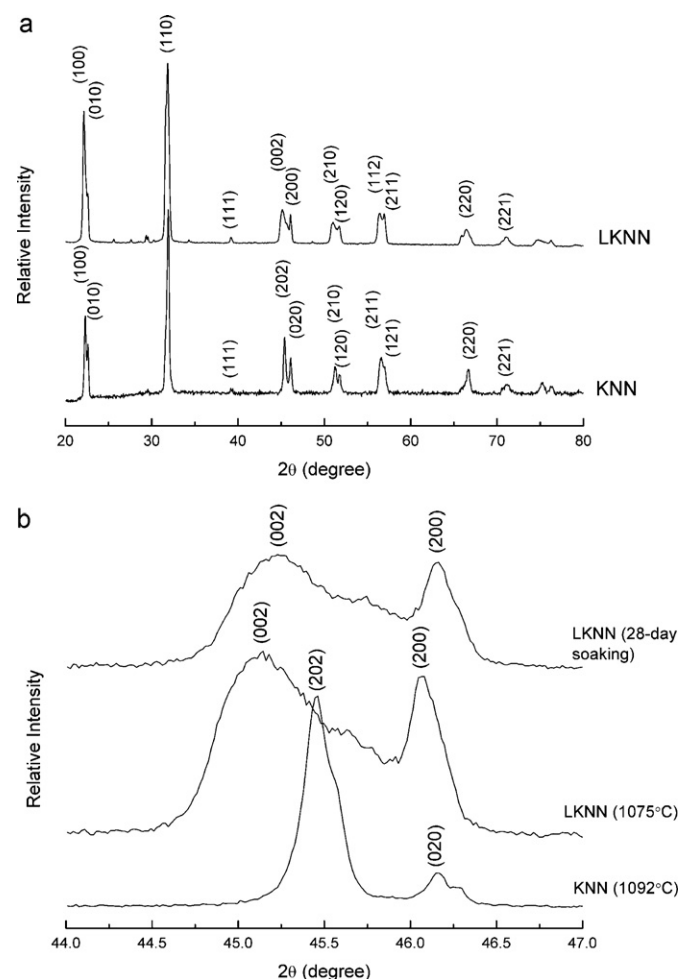 a
(100)
(010)
(110)
(111)
(002)
(200)
(210)
(120)
(112)
(211)
(220)
(221)
LKNN
(100)
(010)
(111)
(202)
(020)
(210)
(120)
(211)
(121)
(220)
(221)
KNN
Relative Intensity
20 30 40 50 60 70 80
2θ (degree)
b
(002)
(200)
LKNN (28-day
soaking)
(002)
(200)
LKNN (1075°C)
(202)
(020)
KNN (1092°C)
Relative Intensity
44.0 44.5 45.0 45.5 46.0 46.5 47.0
2θ (degree)